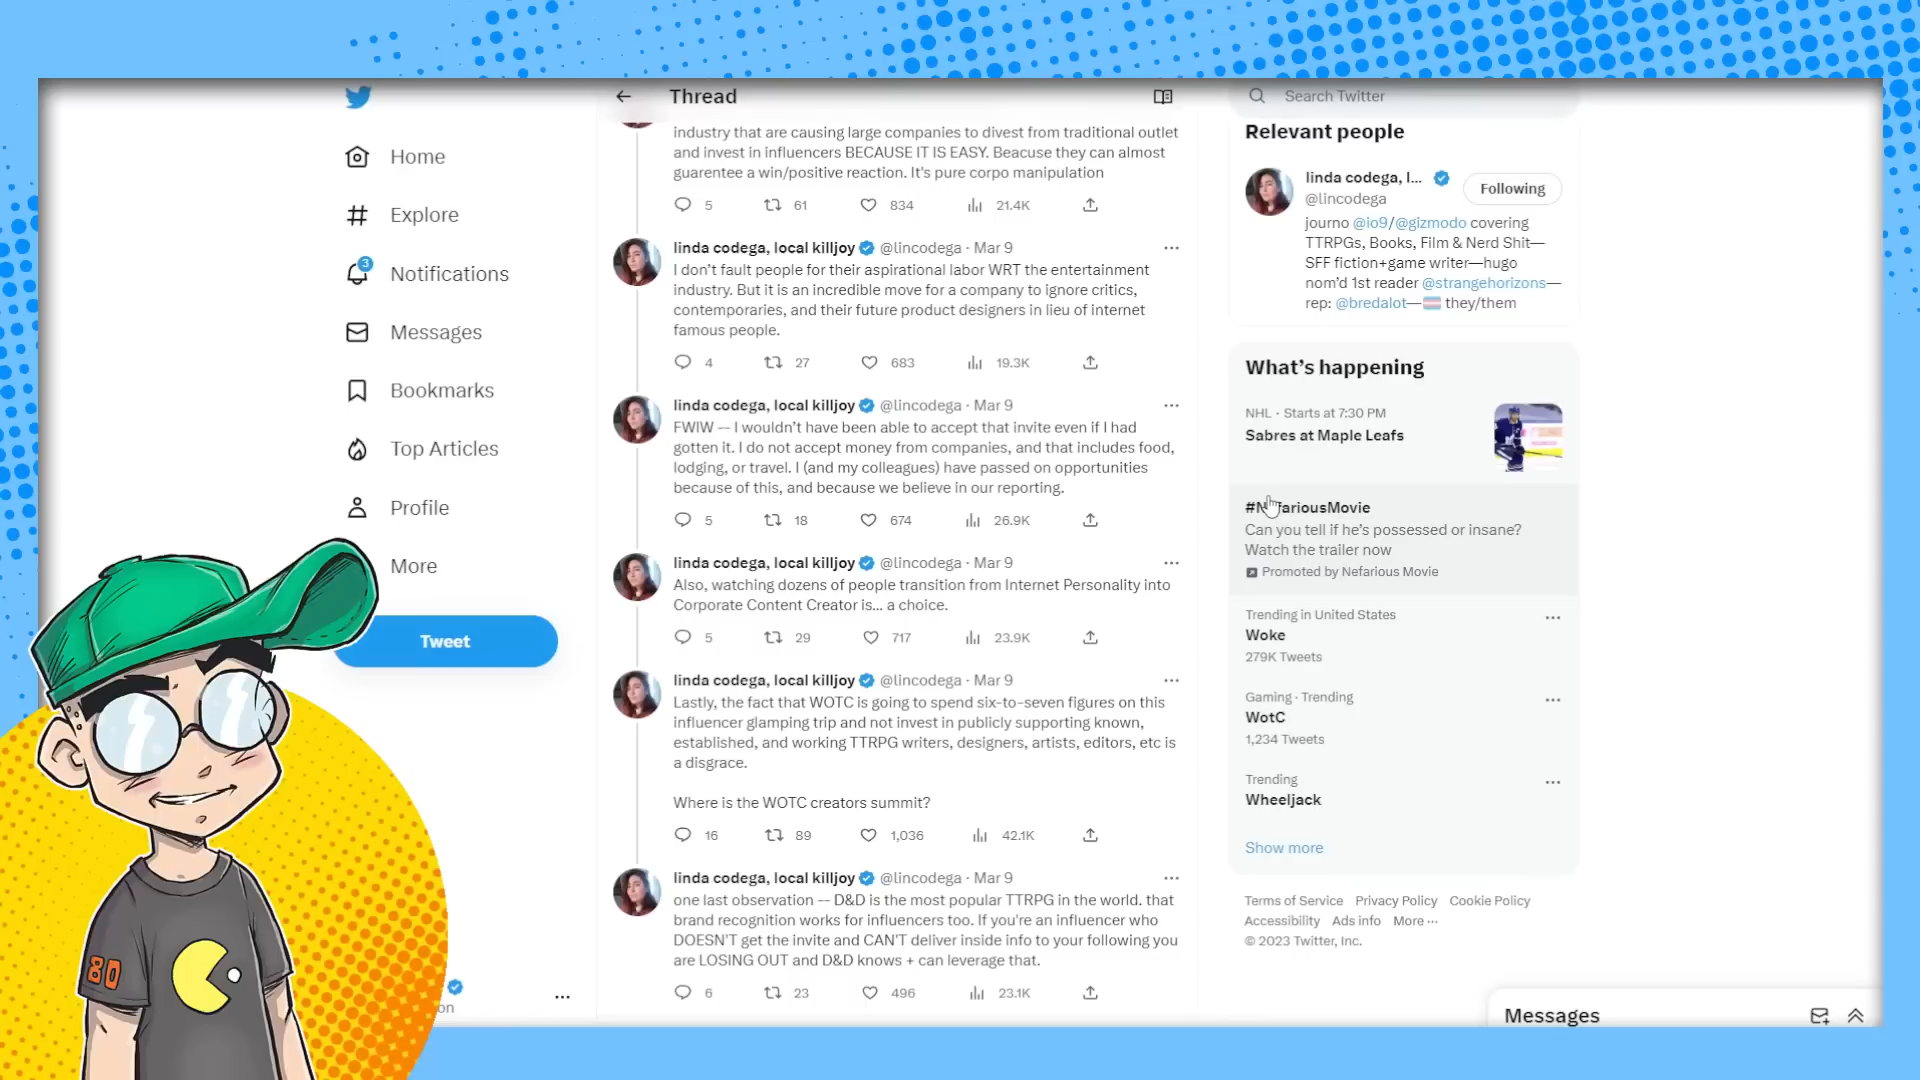 Home
Explore
3
Notifications
Messages
Bookmarks
Top Articles
Profile
More
Tweet
80
on
Thread
industry that are causing large companies to divest from traditional outlet
and invest in influencers BECAUSE IT IS EASY. Beacuse they can almost
guarentee a win/positive reaction. It's pure corpo manipulation
5 61 834 21.4K
linda codega, local killjoy @lincodega · Mar 9
I don't fault people for their aspirational labor WRT the entertainment
industry. But it is an incredible move for a company to ignore critics,
contemporaries, and their future product designers in lieu of internet
famous people.
4 27 683 19.3K
linda codega, local killjoy @lincodega · Mar 9
FWIW -- I wouldn't have been able to accept that invite even if I had
gotten it. I do not accept money from companies, and that includes food,
lodging, or travel. I (and my colleagues) have passed on opportunities
because of this, and because we believe in our reporting.
5 18 674 26.9K
linda codega, local killjoy @lincodega · Mar 9
Also, watching dozens of people transition from Internet Personality into
Corporate Content Creator is... a choice.
5 29 717 23.9K
linda codega, local killjoy @lincodega · Mar 9
Lastly, the fact that WOTC is going to spend six-to-seven figures on this
influencer glamping trip and not invest in publicly supporting known,
established, and working TTRPG writers, designers, artists, editors, etc is
a disgrace.
Where is the WOTC creators summit?
16 89 1,036 42.1K
linda codega, local killjoy @lincodega · Mar 9
one last observation -- D&D is the most popular TTRPG in the world. that
brand recognition works for influencers too. If you're an influencer who
DOESN'T get the invite and CAN'T deliver inside info to your following you
are LOSING OUT and D&D knows + can leverage that.
6 23 496 23.1K
Search Twitter
Relevant people
linda codega, l...
Following
@lincodega
journo @io9/@gizmodo covering
TTRPGs, Books, Film & Nerd Shit—
SFF fiction+game writer—hugo
nom'd 1st reader @strangehorizons—
rep: @bredalot— they/them
What's happening
NHL · Starts at 7:30 PM
Sabres at Maple Leafs
#NefariousMovie
Can you tell if he's possessed or insane?
Watch the trailer now
Promoted by Nefarious Movie
Trending in United States
Woke
279K Tweets
Gaming · Trending
WotC
1,234 Tweets
Trending
Wheeljack
Show more
Terms of Service Privacy Policy Cookie Policy
Accessibility Ads info More ...
© 2023 Twitter, Inc.
Messages